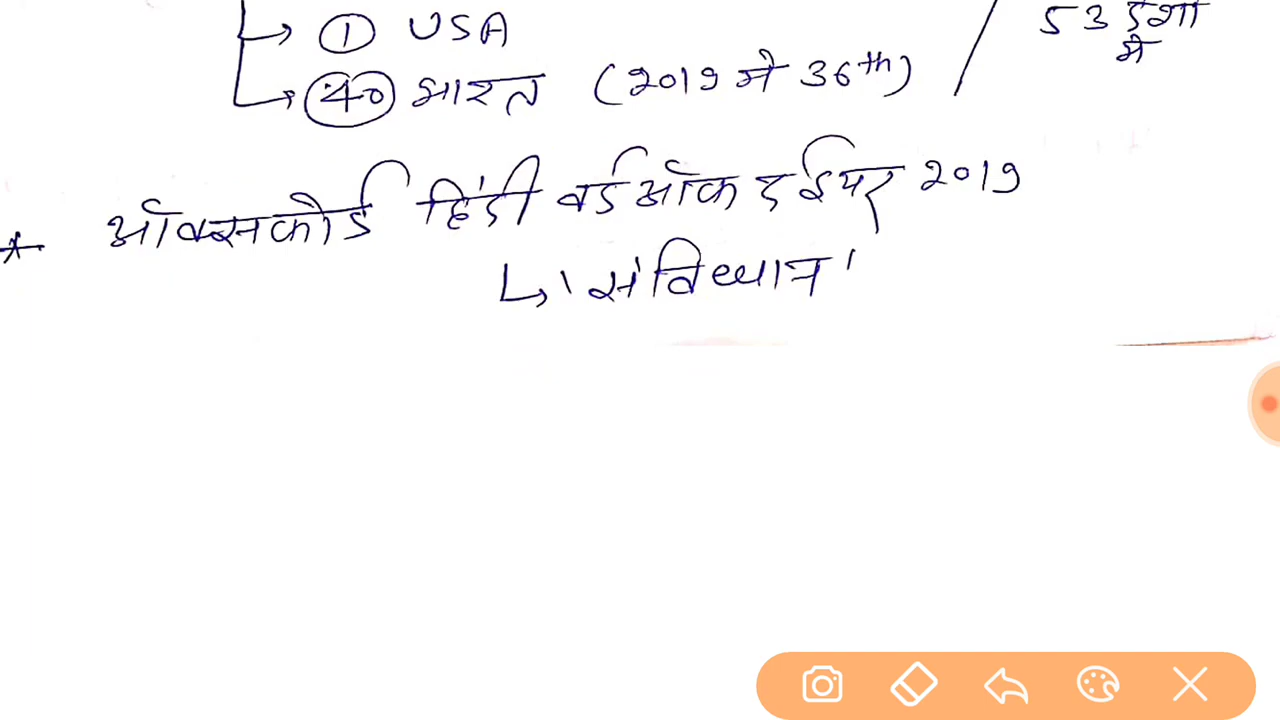 ① USA
53 देशों में
④⓪ भारत (2019 में 36th)
* ऑक्सफोर्ड हिंदी वर्ड ऑफ द ईयर 2019
↳ 'संविधान'